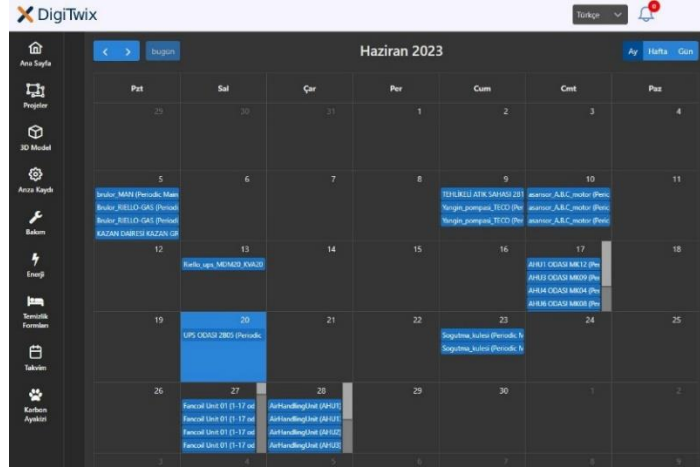 DigiTwix
Türkçe
Ana Sayfa
Projeler
3D Model
Arıza Kaydı
Bakım
Enerji
Temizlik
Formları
Takvim
Karbon
Ayakizi
bugün
Haziran 2023
Ay Hafta Gün
Pzt Sal Çar Per Cum Cmt Paz
29 30 31 1 2 3 4
5 6 7 8 9 10 11
brulor_MAN (Periodic Main
Brulor_RIELLO-GAS (Periodi
Brulor_RIELLO-GAS (Periodi
KAZAN DAİRESİ KAZAN GR
TEHLİKELİ ATIK SAHASI 2B1
Yangin_pompasi_TECO (Per
Yangin_pompasi_TECO (Per
asansor_A,B,C_motor (Peric
asansor_A,B,C_motor (Peric
12 13 14 15 16 17 18
Riello_ups_MDM20_KVA20
AHU1 ODASI MK12 (Per
AHU3 ODASI MK09 (Per
AHU4 ODASI MK04 (Per
AHU6 ODASI MK08 (Per
19 20 21 22 23 24 25
UPS ODASI 2B05 (Periodic
Sogutma_kulesi (Periodic M
Sogutma_kulesi (Periodic M
26 27 28 29 30 1 2
Fancoil Unit 01 (1-17 od
Fancoil Unit 01 (1-17 od
Fancoil Unit 01 (1-17 od
Fancoil Unit 01 (1-17 od
AirHandlingUnit (AHU1)
AirHandlingUnit (AHU1)
AirHandlingUnit (AHU2)
AirHandlingUnit (AHU3)
3 4 5 6 7 8 9